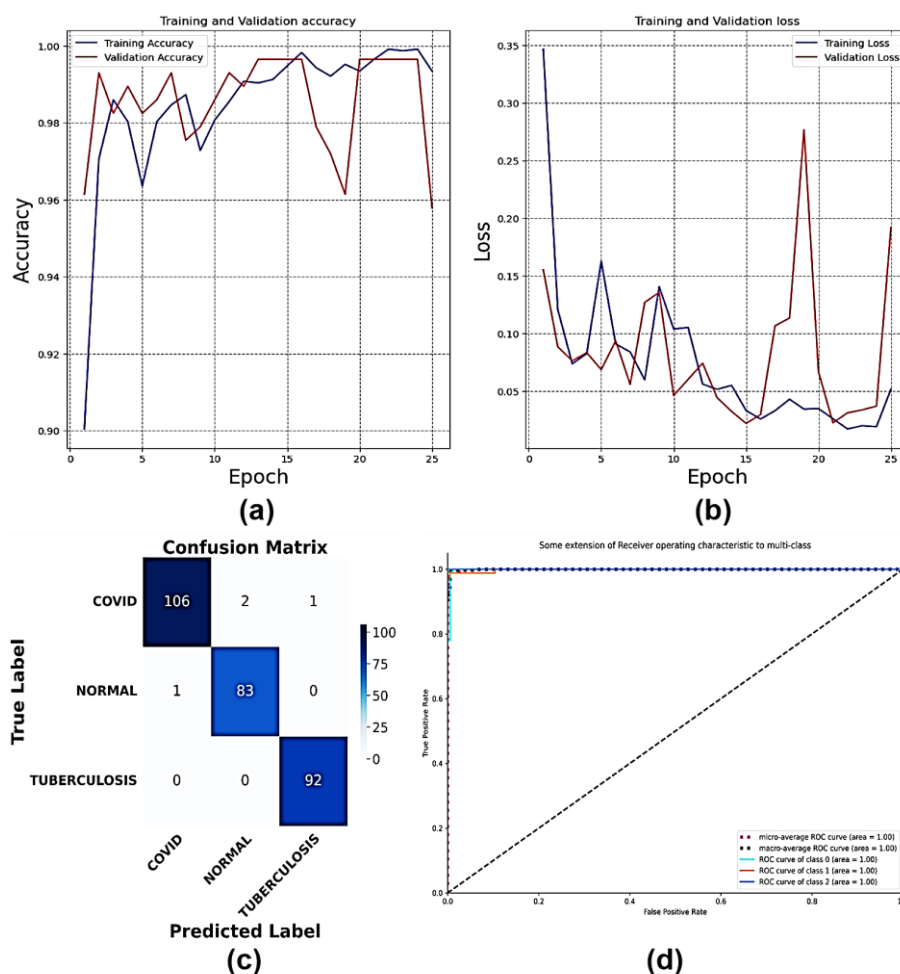 Training and Validation accuracy
Training Accuracy
Validation Accuracy
1.00
0.98
0.96
0.94
0.92
0.90
Accuracy
0 5 10 15 20 25
Epoch
(a)
Training and Validation loss
Training Loss
Validation Loss
0.35
0.30
0.25
0.20
0.15
0.10
0.05
Loss
0 5 10 15 20 25
Epoch
(b)
Confusion Matrix
True Label
COVID 106 2 1
NORMAL 1 83 0
TUBERCULOSIS 0 0 92
100
75
50
25
0
COVID NORMAL TUBERCULOSIS
Predicted Label
(c)
Some extension of Receiver operating characteristic to multi-class
1.0
0.8
0.6
0.4
0.2
0.0
True Positive Rate
micro-average ROC curve (area = 1.00)
macro-average ROC curve (area = 1.00)
ROC curve of class 0 (area = 1.00)
ROC curve of class 1 (area = 1.00)
ROC curve of class 2 (area = 1.00)
0.0 0.2 0.4 0.6 0.8
False Positive Rate
(d)